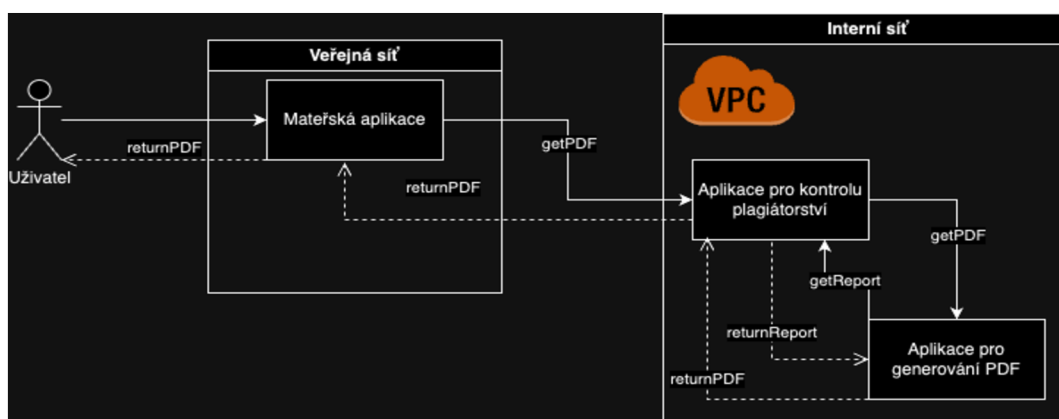 Interní síť
Veřejná síť
VPC
Mateřská aplikace
getPDF
returnPDF
Uživatel
returnPDF
Aplikace pro kontrolu
plagiátorství
getPDF
getReport
returnReport
Aplikace pro
generování PDF
returnPDF